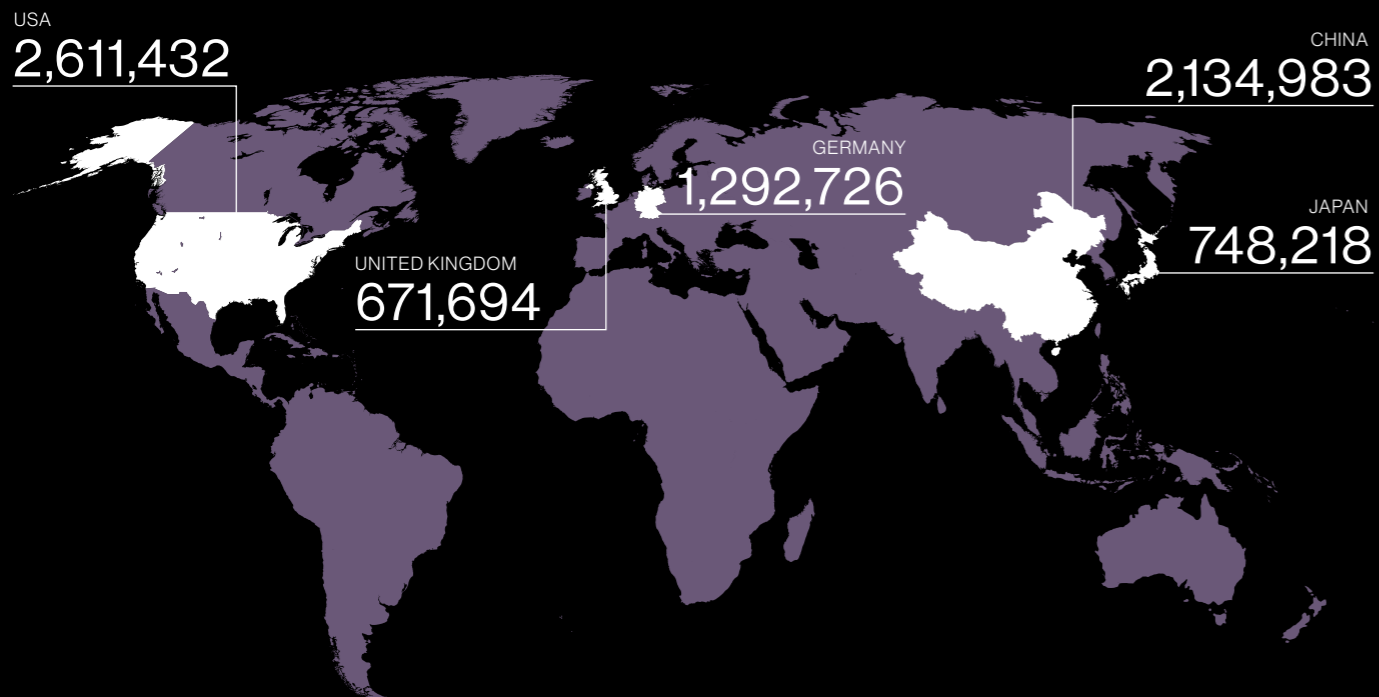 USA
2,611,432
CHINA
2,134,983
GERMANY
1,292,726
JAPAN
748,218
UNITED KINGDOM
671,694